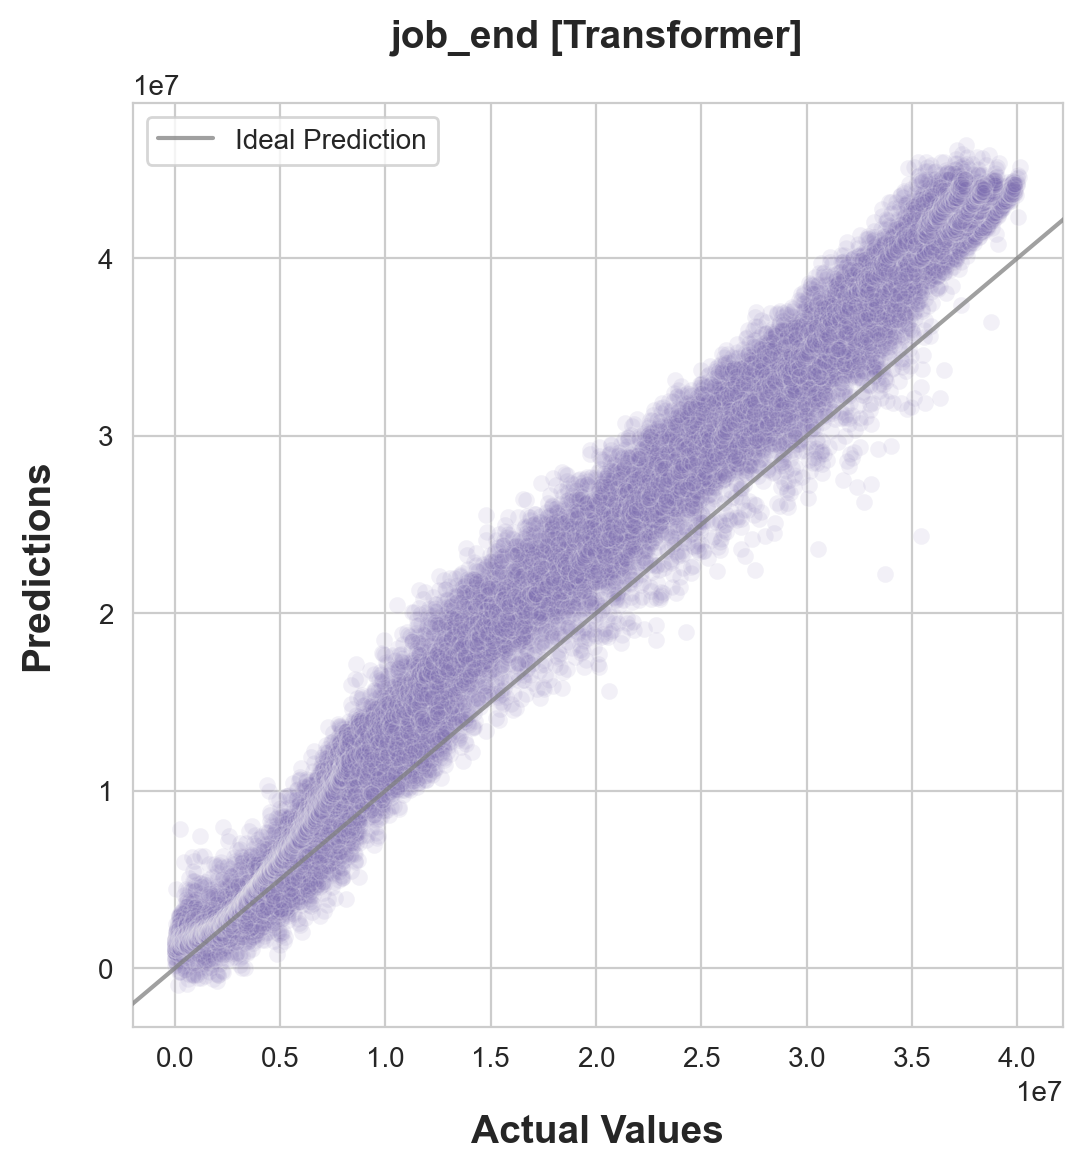 job_end [Transformer]
1e7
Ideal Prediction
4
3
2
1
0
Predictions
0.0 0.5 1.0 1.5 2.0 2.5 3.0 3.5 4.0
1e7
Actual Values